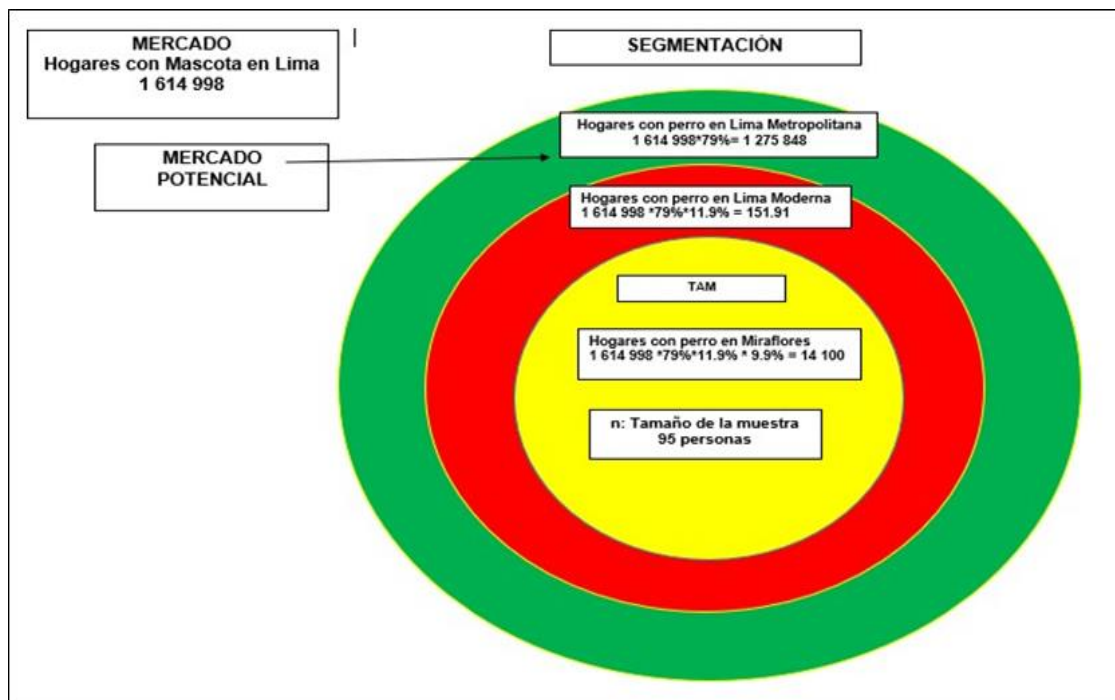 MERCADO
Hogares con Mascota en Lima
1 614 998
SEGMENTACIÓN
Hogares con perro en Lima Metropolitana
1 614 998*79%= 1 275 848
MERCADO
POTENCIAL
Hogares con perro en Lima Moderna
1 614 998 *79%*11.9% = 151.91
TAM
Hogares con perro en Miraflores
1 614 998 *79%*11.9% * 9.9% = 14 100
n: Tamaño de la muestra
95 personas